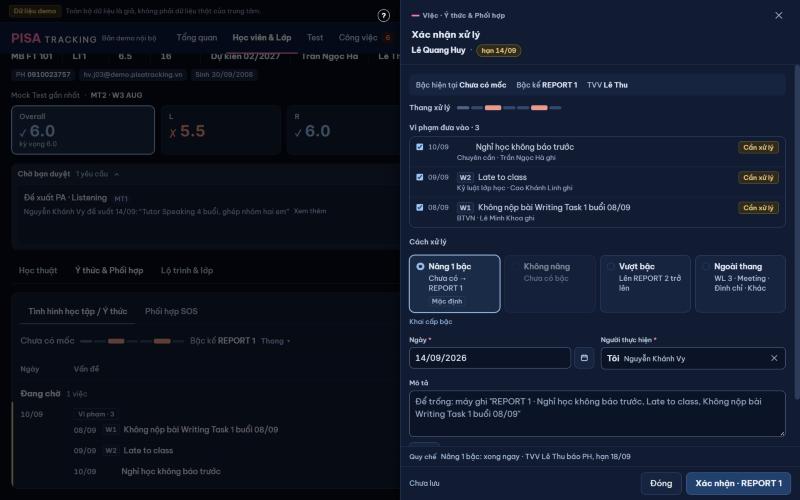 Dữ liệu demo Toàn bộ dữ liệu là giả, không phải dữ liệu thật của trung tâm.
PISA TRACKING Bản demo nội bộ Tổng quan Học viên & Lớp Test Công việc 6
MB FT 101 LT1 6.5 16 Dự kiến 02/2027 Trần Ngọc Hà
PH 0910023757 hv.j03@demo.pisatracking.vn Sinh 30/09/2008
Mock Test gần nhất · MT2 · W3 AUG
Overall
✓ 6.0
kỳ vọng 6.0
L
✗ 5.5
R
✓ 6.0
Chờ bạn duyệt 1 yêu cầu
Đề xuất PA · Listening MT1
Nguyễn Khánh Vy đề xuất 14/09: "Tutor Speaking 4 buổi, ghép nhóm hai em" Xem thêm
Học thuật Ý thức & Phối hợp Lộ trình & lớp
Tình hình học tập / Ý thức Phối hợp SOS
Chưa có mốc Bậc kế REPORT 1 Thang
Ngày Vấn đề
Đang chờ 1 việc
10/09 Vi phạm · 3
08/09 W1 Không nộp bài Writing Task 1 buổi 08/09
09/09 W2 Late to class
10/09 Nghỉ học không báo trước
?
Việc · Ý thức & Phối hợp
Xác nhận xử lý
Lê Quang Huy · hạn 14/09
Bậc hiện tại Chưa có mốc Bậc kế REPORT 1 TVV Lê Thu
Thang xử lý
Vi phạm đưa vào · 3
10/09 Nghỉ học không báo trước Cần xử lý
Chuyên cần · Trần Ngọc Hà ghi
09/09 W2 Late to class Cần xử lý
Kỷ luật lớp học · Cao Khánh Linh ghi
08/09 W1 Không nộp bài Writing Task 1 buổi 08/09 Cần xử lý
BTVN · Lê Minh Khoa ghi
Cách xử lý
Nâng 1 bậc
Chưa có → REPORT 1
Mặc định
Không nâng
Chưa có bậc
Vượt bậc
Lên REPORT 2 trở lên
Ngoài thang
WL 3 · Meeting · Đình chỉ · Khác
Khai cấp bậc
Ngày *
14/09/2026
Người thực hiện *
Tôi Nguyễn Khánh Vy
Mô tả
Để trống: máy ghi "REPORT 1 · Nghỉ học không báo trước, Late to class, Không nộp bài
Writing Task 1 buổi 08/09"
Quy chế Nâng 1 bậc: xong ngay · TVV Lê Thu báo PH, hạn 18/09
Chưa lưu Đóng Xác nhận · REPORT 1